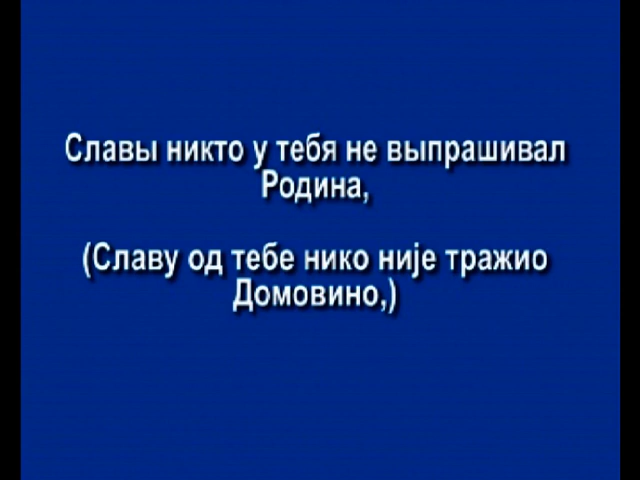 Славы никто у тебя не выпрашивал
Родина,
(Славу од тебе нико није тражио
Домовино,)